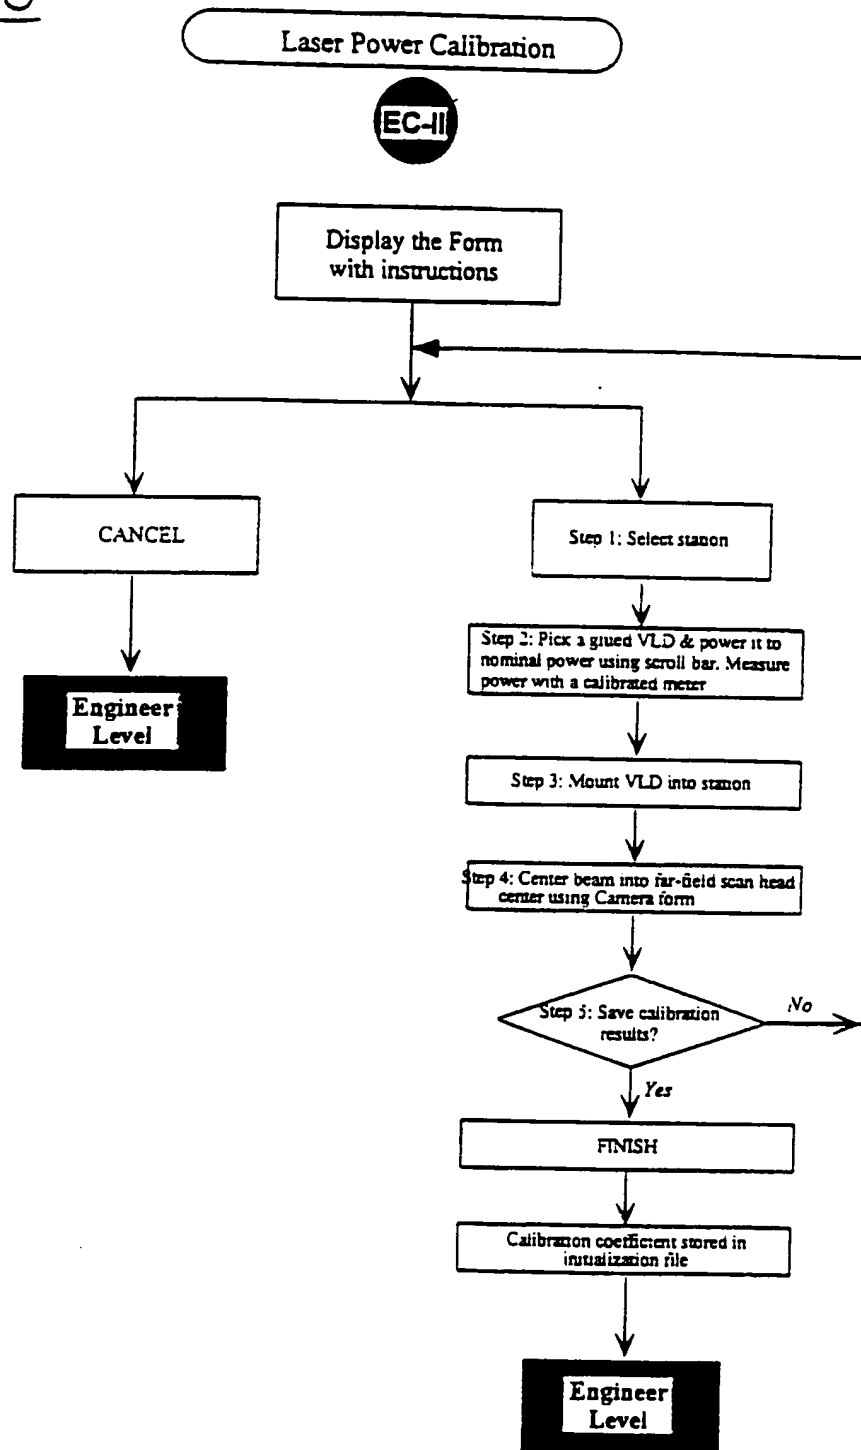 Laser Power Calibration
EC-II
Display the Form
with instructions
CANCEL
Engineer
Level
Step 1: Select station
Step 2: Pick a glued VLD & power it to
nominal power using scroll bar. Measure
power with a calibrated meter
Step 3: Mount VLD into station
Step 4: Center beam into far-field scan head
center using Camera form
Step 5: Save calibration
results?
No
Yes
FINISH
Calibration coefficient stored in
initialization file
Engineer
Level